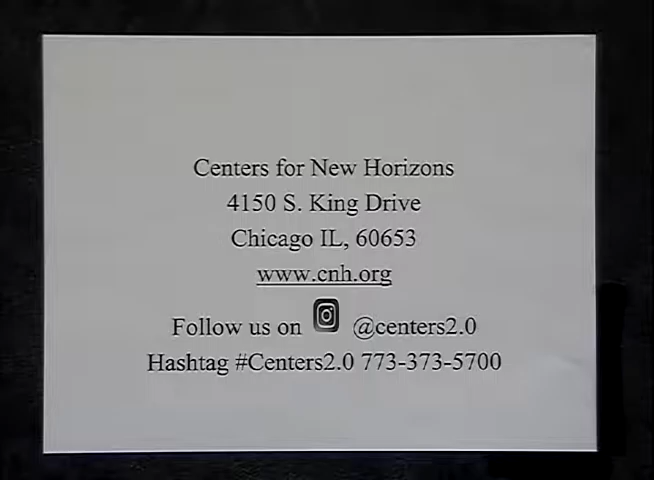 Centers for New Horizons
4150 S. King Drive
Chicago IL, 60653
www.cnh.org
Follow us on @centers2.0
Hashtag #Centers2.0 773-373-5700